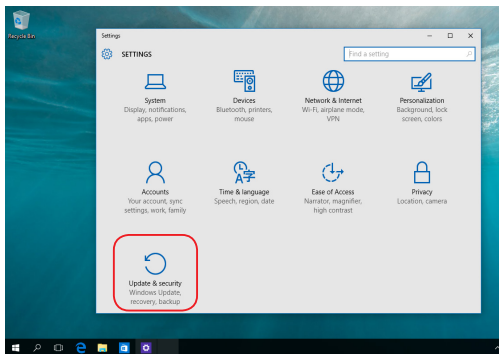 Recycle Bin
Settings
SETTINGS
Find a setting
System
Display, notifications,
apps, power
Devices
Bluetooth, printers,
mouse
Network & Internet
Wi-Fi, airplane mode,
VPN
Personalization
Background, lock
screen, colors
Accounts
Your account, sync
settings, work, family
Time & language
Speech, region, date
Ease of Access
Narrator, magnifier,
high contrast
Privacy
Location, camera
Update & security
Windows Update,
recovery, backup